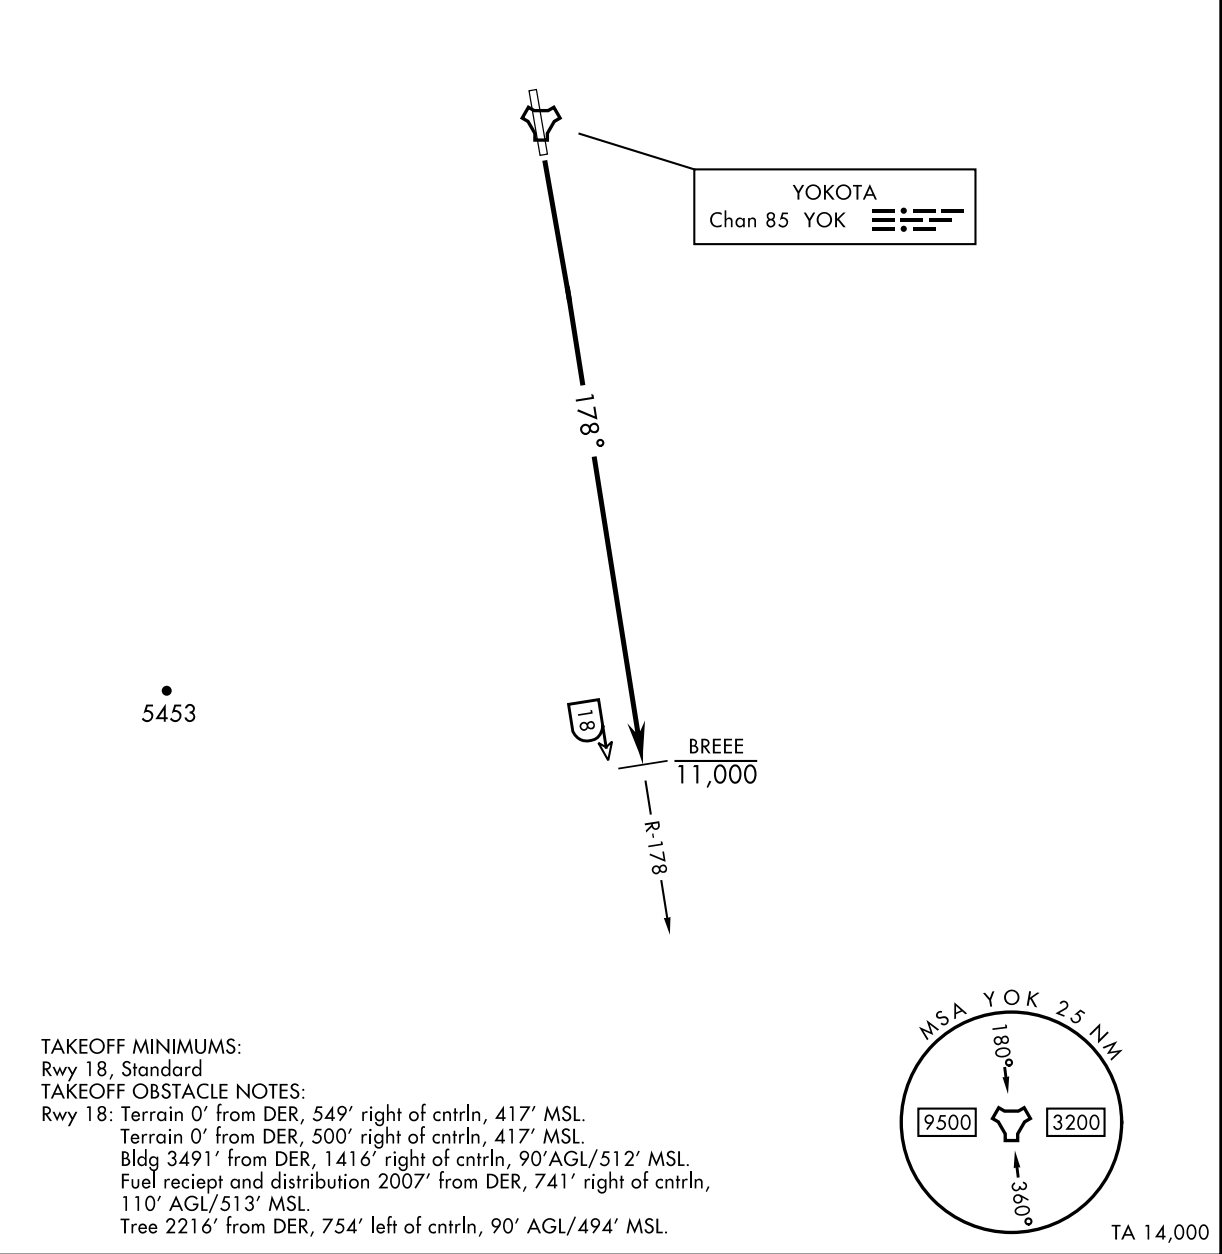 YOKOTA
Chan 85 YOK
178°
5453
18
BREEE
11,000
R-178
TAKEOFF MINIMUMS:
Rwy 18, Standard
TAKEOFF OBSTACLE NOTES:
Rwy 18: Terrain 0′ from DER, 549′ right of cntrln, 417′ MSL.
Terrain 0′ from DER, 500′ right of cntrln, 417′ MSL.
Bldg 3491′ from DER, 1416′ right of cntrln, 90′AGL/512′ MSL.
Fuel reciept and distribution 2007′ from DER, 741′ right of cntrln,
110′ AGL/513′ MSL.
Tree 2216′ from DER, 754′ left of cntrln, 90′ AGL/494′ MSL.
MSA YOK 25 NM
180°
9500
3200
360°
TA 14,000